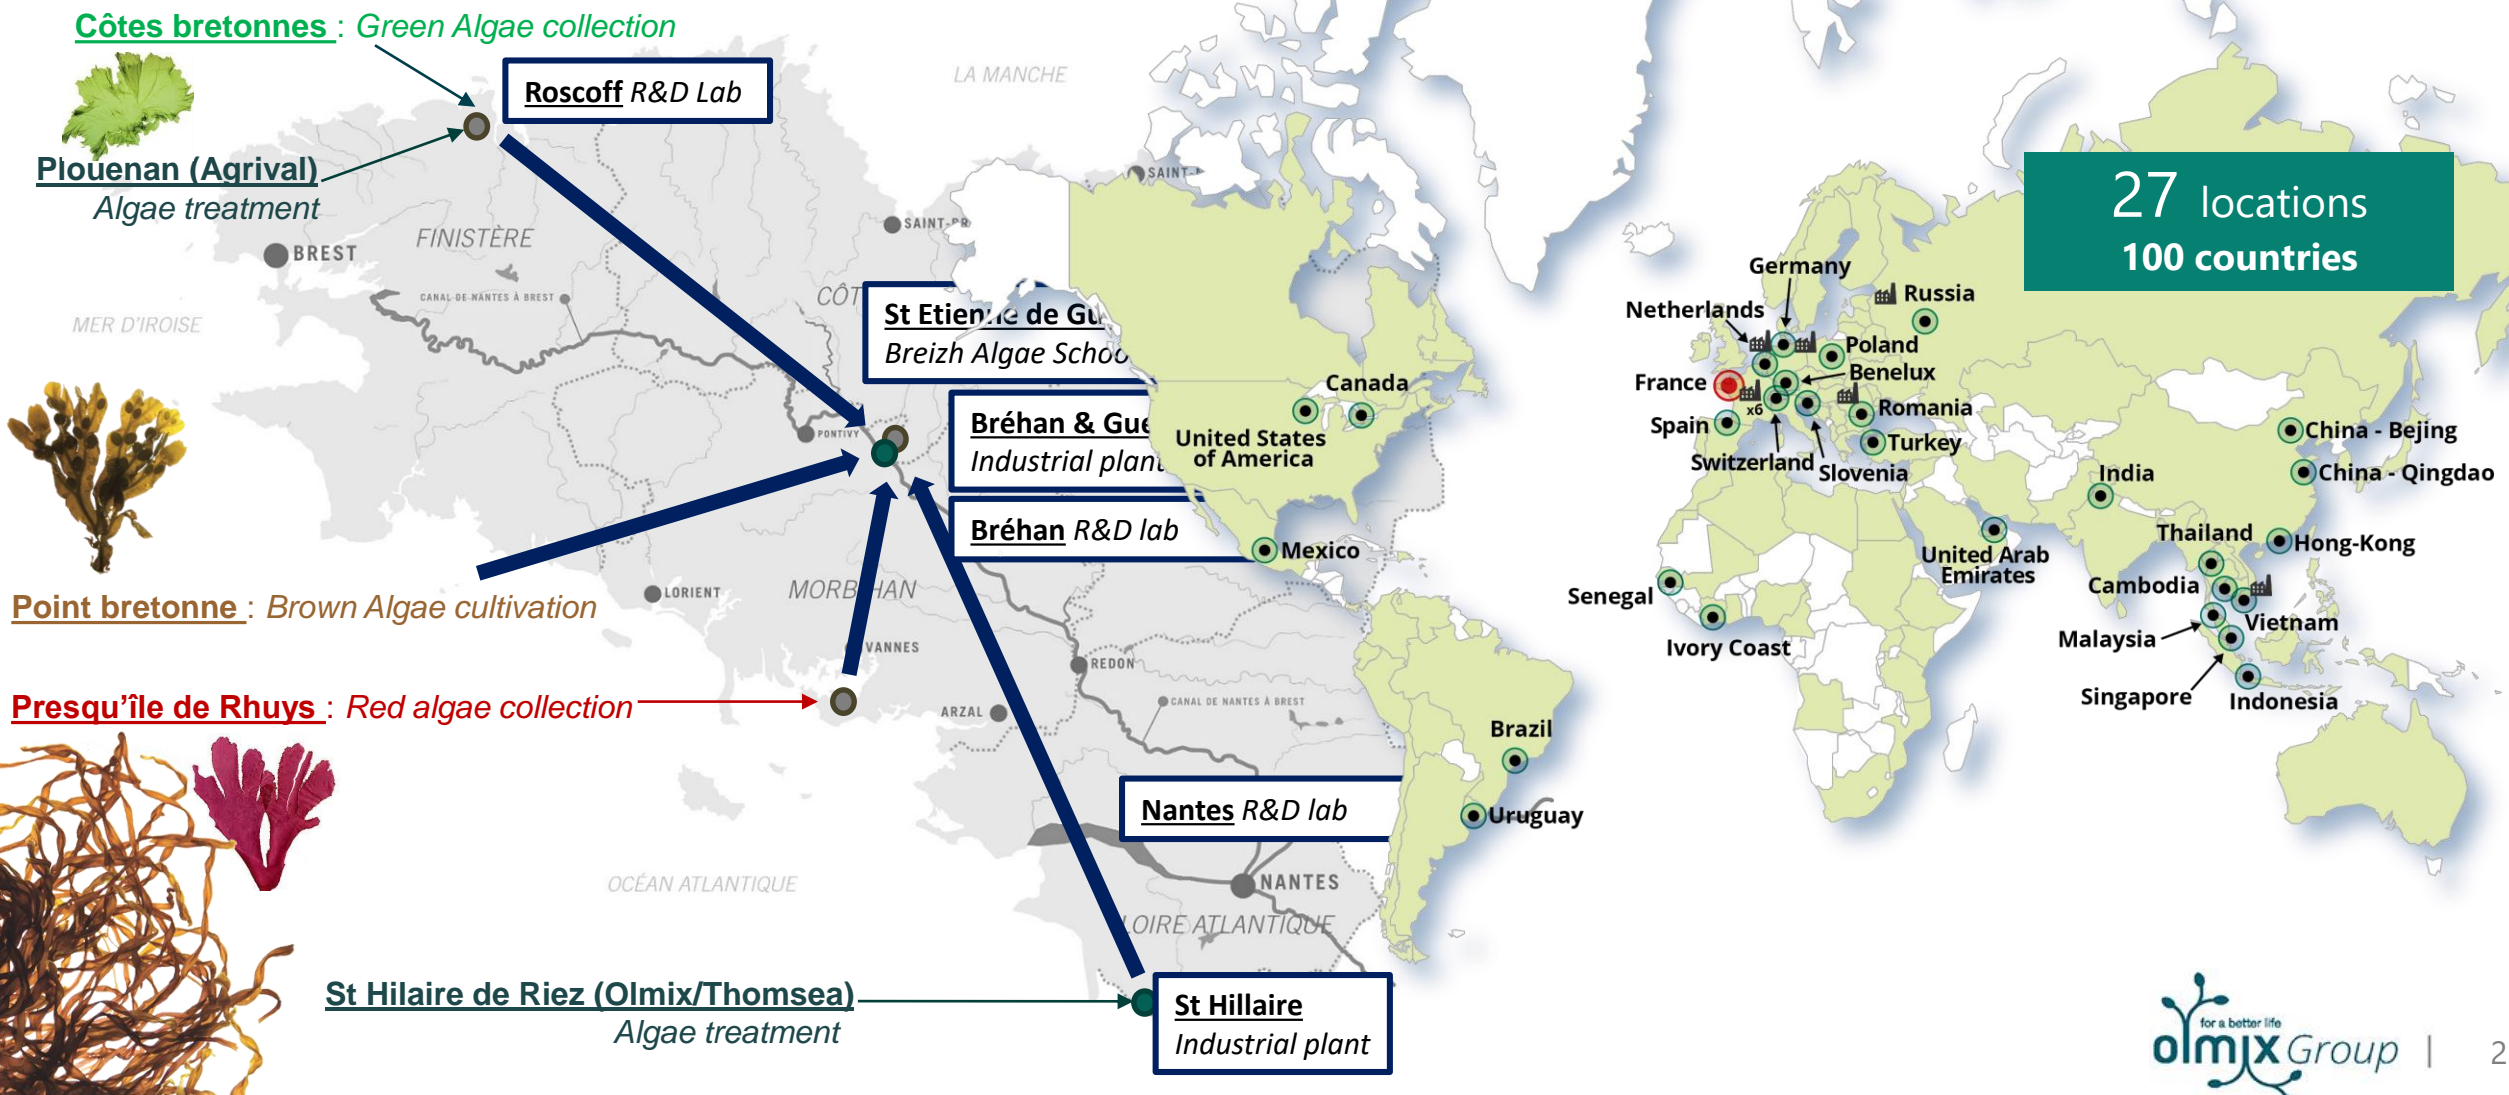 Côtes bretonnes : Green Algae collection
Roscoff R&D Lab
Plouenan (Agrival)
Algae treatment
LA MANCHE
BREST
FINISTÈRE
SAINT-
CANAL DE NANTES À BREST
MER D'IROISE
St Etienne de Gu
Breizh Algae Schoo
PONTIVY
Bréhan & Gue
Industrial plant
Bréhan R&D lab
LORIENT
MORBIHAN
VANNES
Point bretonne : Brown Algae cultivation
REDON
CANAL DE NANTES À BREST
ARZAL
Presqu'île de Rhuys : Red algae collection
Nantes R&D lab
NANTES
OCÉAN ATLANTIQUE
LOIRE ATLANTIQUE
St Hilaire de Riez (Olmix/Thomsea)
Algae treatment
St Hillaire
Industrial plant
27 locations
100 countries
Germany
Netherlands
Russia
Poland
France
Benelux
x6
Spain
Romania
Turkey
Switzerland
Slovenia
Canada
United States
of America
Mexico
Brazil
Uruguay
Senegal
Ivory Coast
United Arab
Emirates
India
China - Bejing
China - Qingdao
Thailand
Hong-Kong
Cambodia
Vietnam
Malaysia
Singapore
Indonesia
for a better life
olmix Group | 2